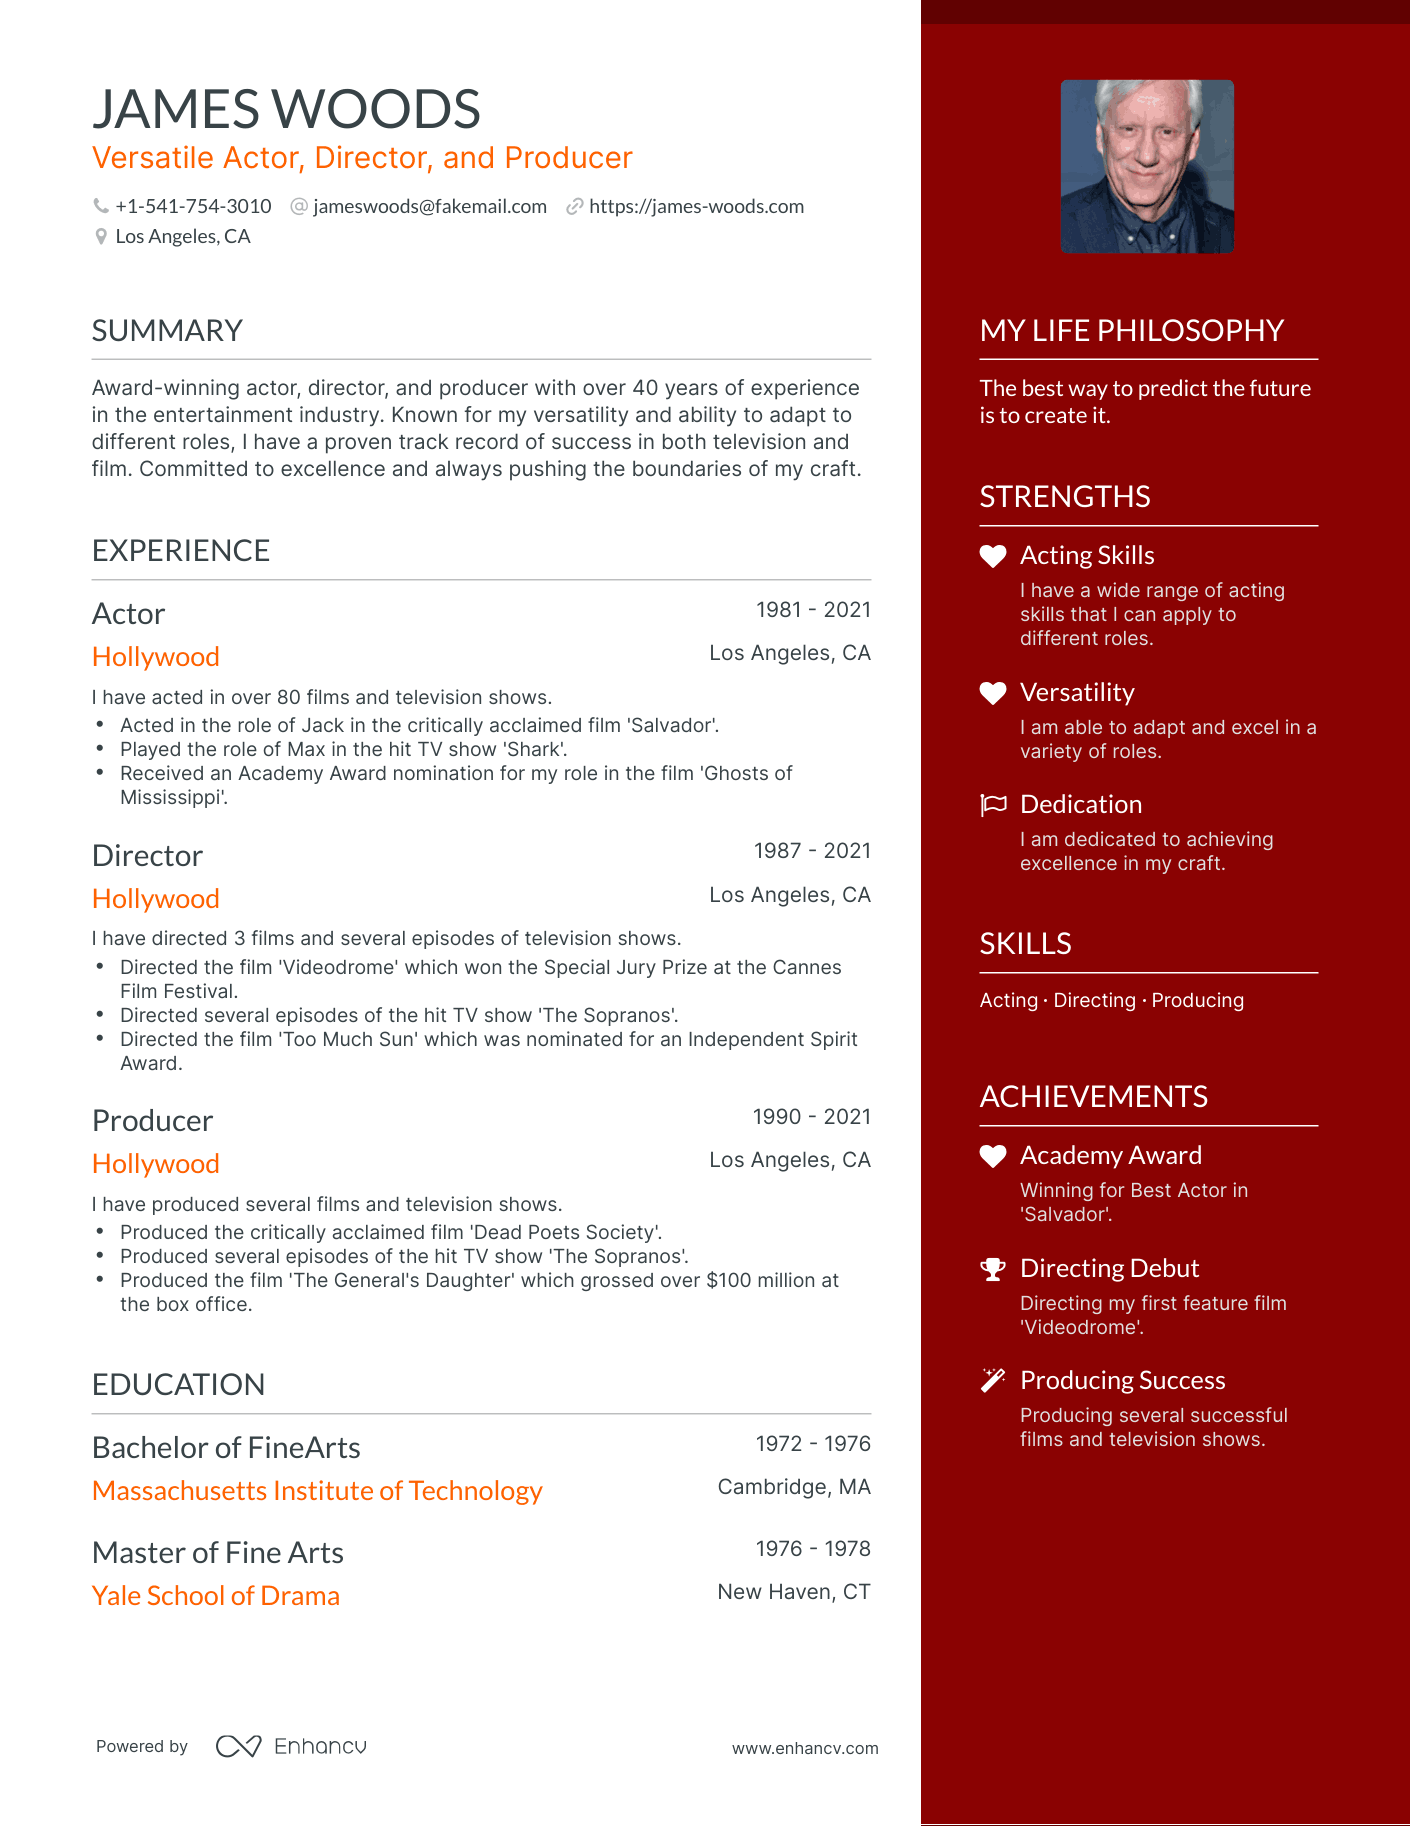 JAMES WOODS
Versatile Actor, Director, and Producer
+1-541-754-3010 @ jameswoods@fakemail.com https://james-woods.com
Los Angeles, CA
SUMMARY
Award-winning actor, director, and producer with over 40 years of experience
in the entertainment industry. Known for my versatility and ability to adapt to
different roles, I have a proven track record of success in both television and
film. Committed to excellence and always pushing the boundaries of my craft.
EXPERIENCE
Actor 1981 - 2021
Hollywood Los Angeles, CA
I have acted in over 80 films and television shows.
• Acted in the role of Jack in the critically acclaimed film 'Salvador'.
• Played the role of Max in the hit TV show 'Shark'.
• Received an Academy Award nomination for my role in the film 'Ghosts of
Mississippi'.
Director 1987 - 2021
Hollywood Los Angeles, CA
I have directed 3 films and several episodes of television shows.
• Directed the film 'Videodrome' which won the Special Jury Prize at the Cannes
Film Festival.
• Directed several episodes of the hit TV show 'The Sopranos'.
• Directed the film 'Too Much Sun' which was nominated for an Independent Spirit
Award.
Producer 1990 - 2021
Hollywood Los Angeles, CA
I have produced several films and television shows.
• Produced the critically acclaimed film 'Dead Poets Society'.
• Produced several episodes of the hit TV show 'The Sopranos'.
• Produced the film 'The General's Daughter' which grossed over $100 million at
the box office.
EDUCATION
Bachelor of FineArts 1972 - 1976
Massachusetts Institute of Technology Cambridge, MA
Master of Fine Arts 1976 - 1978
Yale School of Drama New Haven, CT
Powered by Enhancv www.enhancv.com
MY LIFE PHILOSOPHY
The best way to predict the future
is to create it.
STRENGTHS
Acting Skills
I have a wide range of acting
skills that I can apply to
different roles.
Versatility
I am able to adapt and excel in a
variety of roles.
Dedication
I am dedicated to achieving
excellence in my craft.
SKILLS
Acting · Directing · Producing
ACHIEVEMENTS
Academy Award
Winning for Best Actor in
'Salvador'.
Directing Debut
Directing my first feature film
'Videodrome'.
Producing Success
Producing several successful
films and television shows.